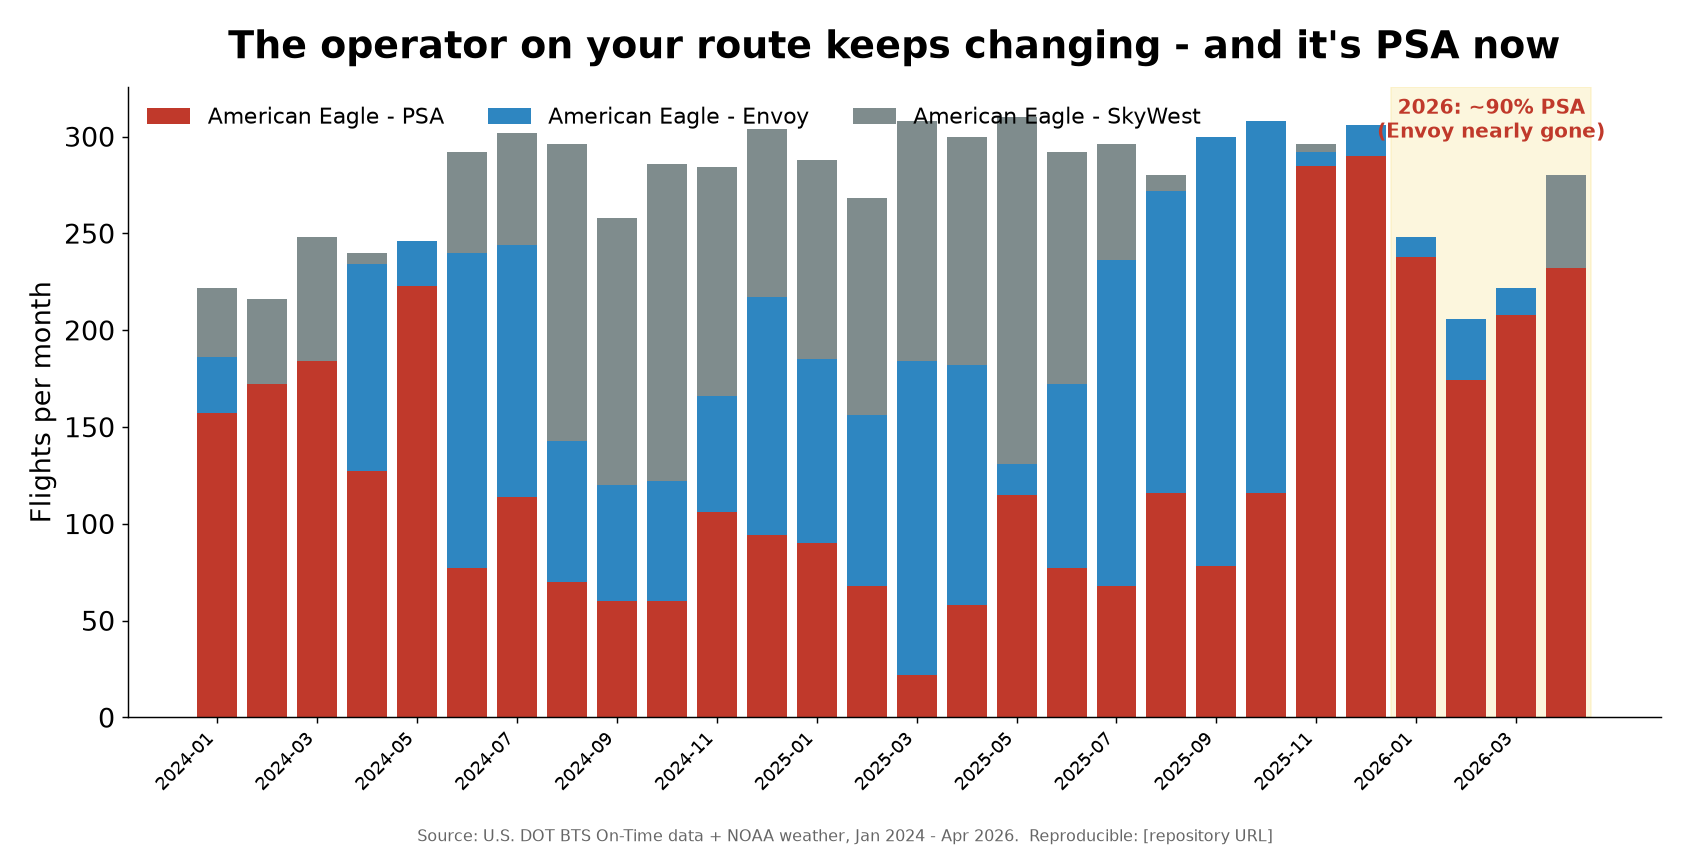 The operator on your route keeps changing - and it's PSA now
American Eagle - PSA
American Eagle - Envoy
American Eagle - SkyWest
2026: ~90% PSA
(Envoy nearly gone)
Flights per month
300
250
200
150
100
50
0
2024-01
2024-03
2024-05
2024-07
2024-09
2024-11
2025-01
2025-03
2025-05
2025-07
2025-09
2025-11
2026-01
2026-03
Source: U.S. DOT BTS On-Time data + NOAA weather, Jan 2024 - Apr 2026.  Reproducible: [repository URL]